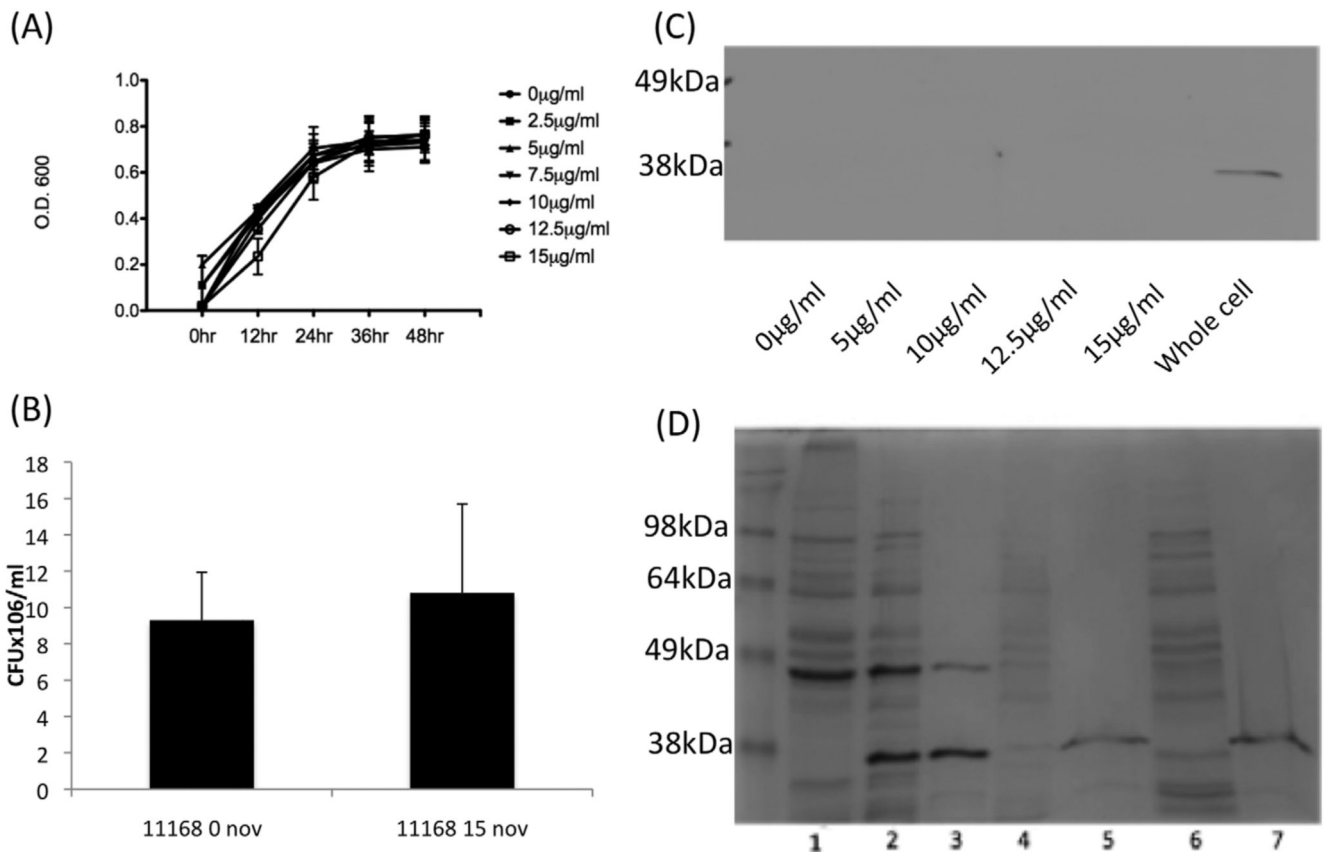 (A)
1.0
0.8
0.6
0.4
0.2
0.0
O.D. 600
0hr 12hr 24hr 36hr 48hr
0μg/ml
2.5μg/ml
5μg/ml
7.5μg/ml
10μg/ml
12.5μg/ml
15μg/ml
(B)
18
16
14
12
10
8
6
4
2
0
CFUx106/ml
11168 0 nov 11168 15 nov
(C)
49kDa
38kDa
0μg/ml 5μg/ml 10μg/ml 12.5μg/ml 15μg/ml Whole cell
(D)
98kDa
64kDa
49kDa
38kDa
1 2 3 4 5 6 7